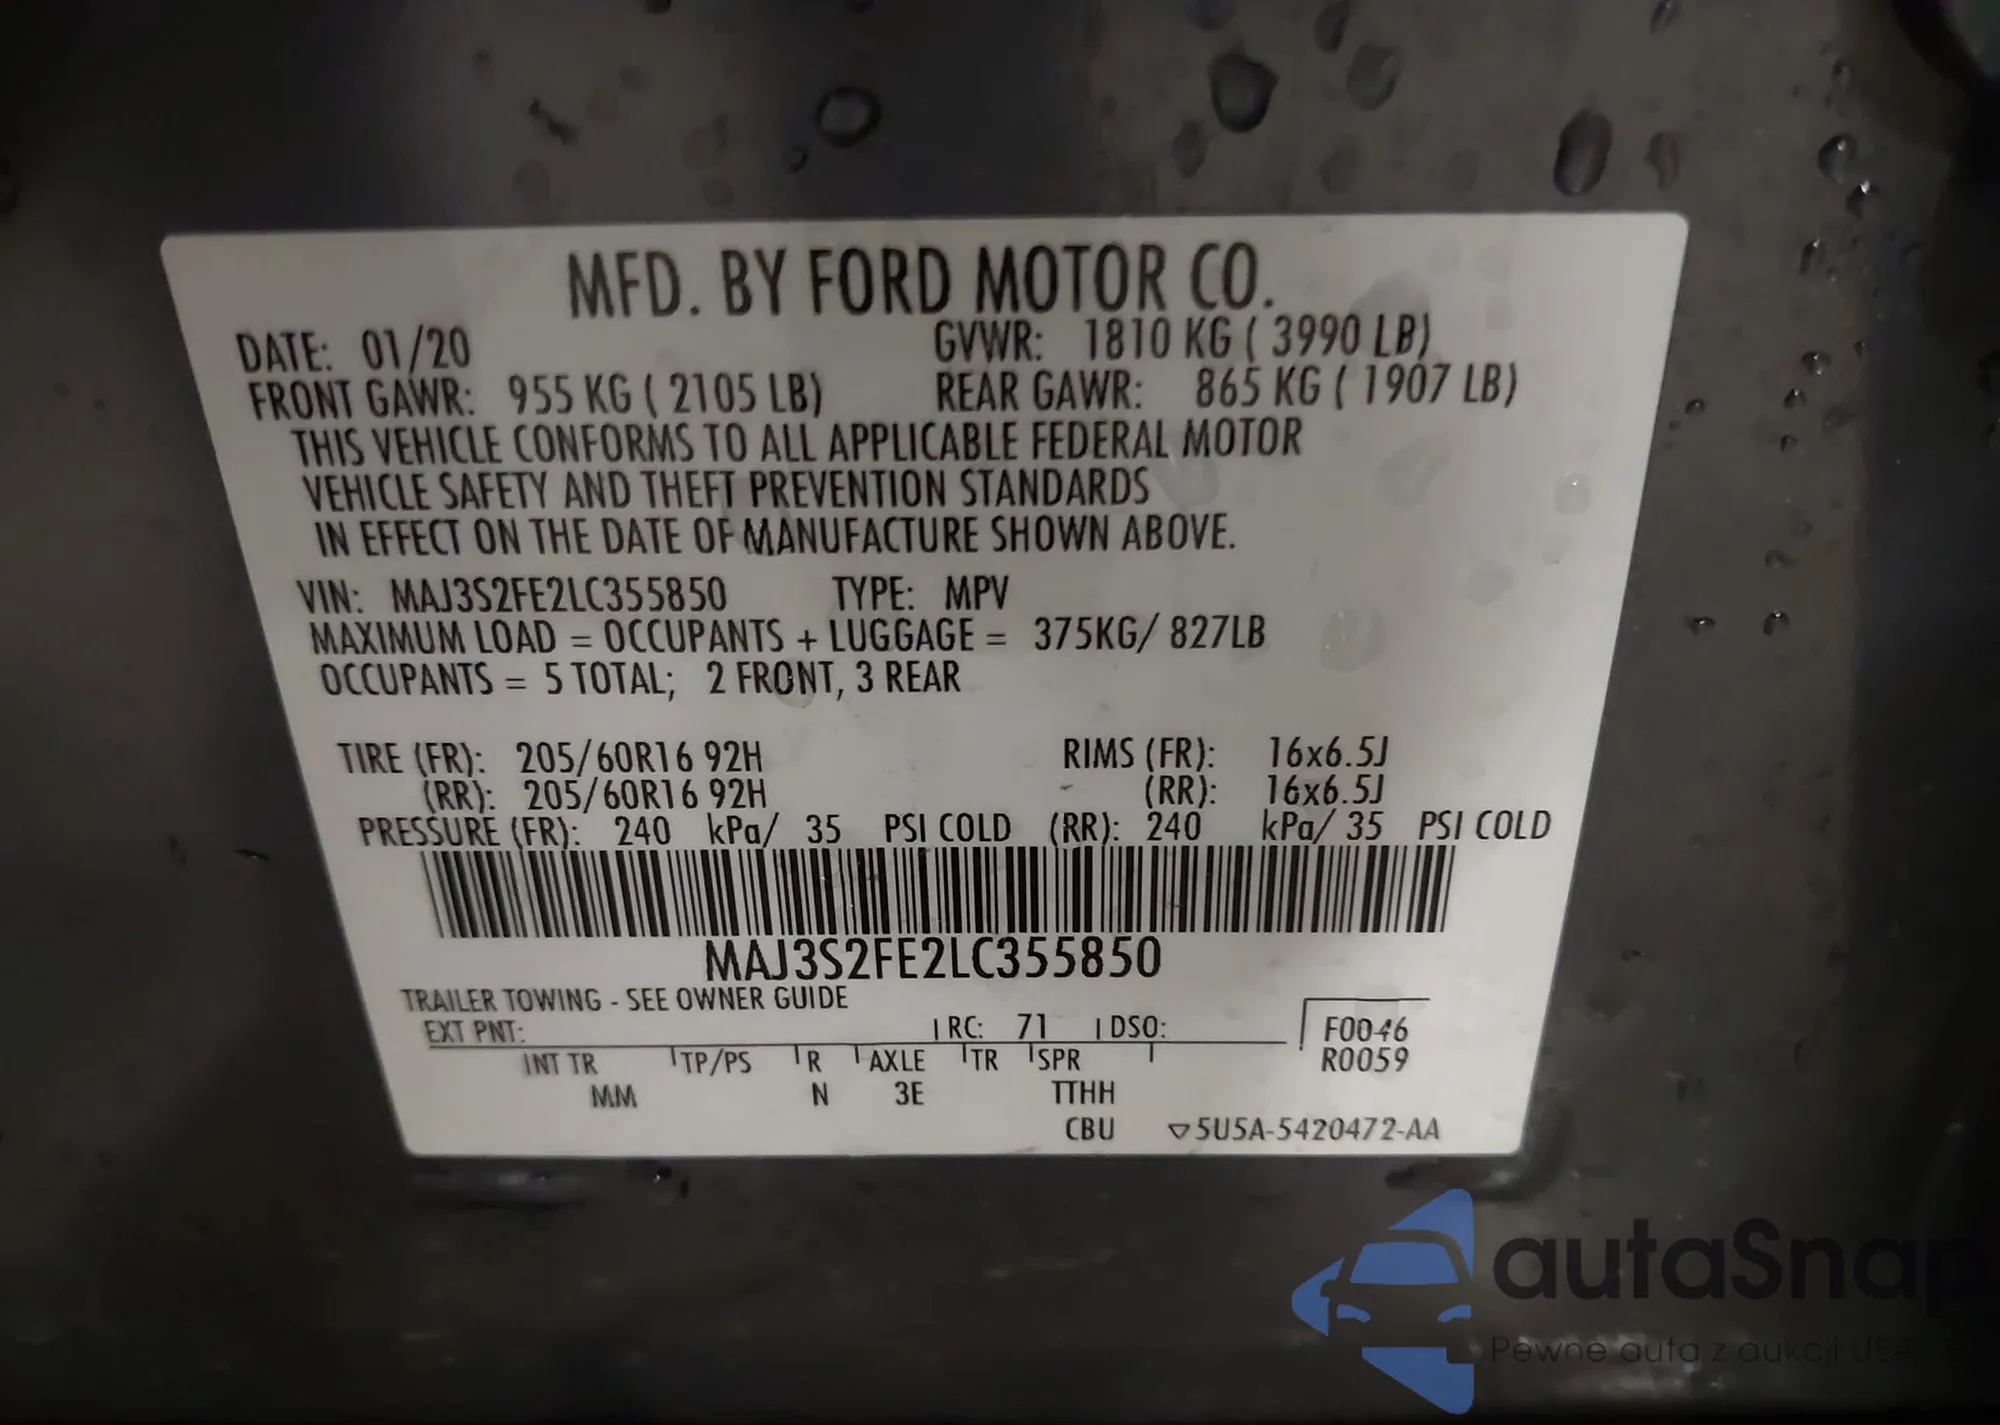 MFD. BY FORD MOTOR CO.
DATE: 01/20 GVWR: 1810 KG ( 3990 LB)
FRONT GAWR: 955 KG ( 2105 LB) REAR GAWR: 865 KG ( 1907 LB)
THIS VEHICLE CONFORMS TO ALL APPLICABLE FEDERAL MOTOR
VEHICLE SAFETY AND THEFT PREVENTION STANDARDS
IN EFFECT ON THE DATE OF MANUFACTURE SHOWN ABOVE.
VIN: MAJ3S2FE2LC355850 TYPE: MPV
MAXIMUM LOAD = OCCUPANTS + LUGGAGE = 375KG/ 827LB
OCCUPANTS = 5 TOTAL; 2 FRONT, 3 REAR
TIRE (FR): 205/60R16 92H RIMS (FR): 16x6.5J
(RR): 205/60R16 92H (RR): 16x6.5J
PRESSURE (FR): 240 kPa/ 35 PSI COLD (RR): 240 kPa/ 35 PSI COLD
MAJ3S2FE2LC355850
TRAILER TOWING - SEE OWNER GUIDE
EXT PNT: RC: 71 DSO: F0046
INT TR TP/PS R AXLE TR SPR R0059
MM N 3E TTHH
CBU ▽5U5A-5420472-AA
autaSnap
Pewne auta z aukcji USA